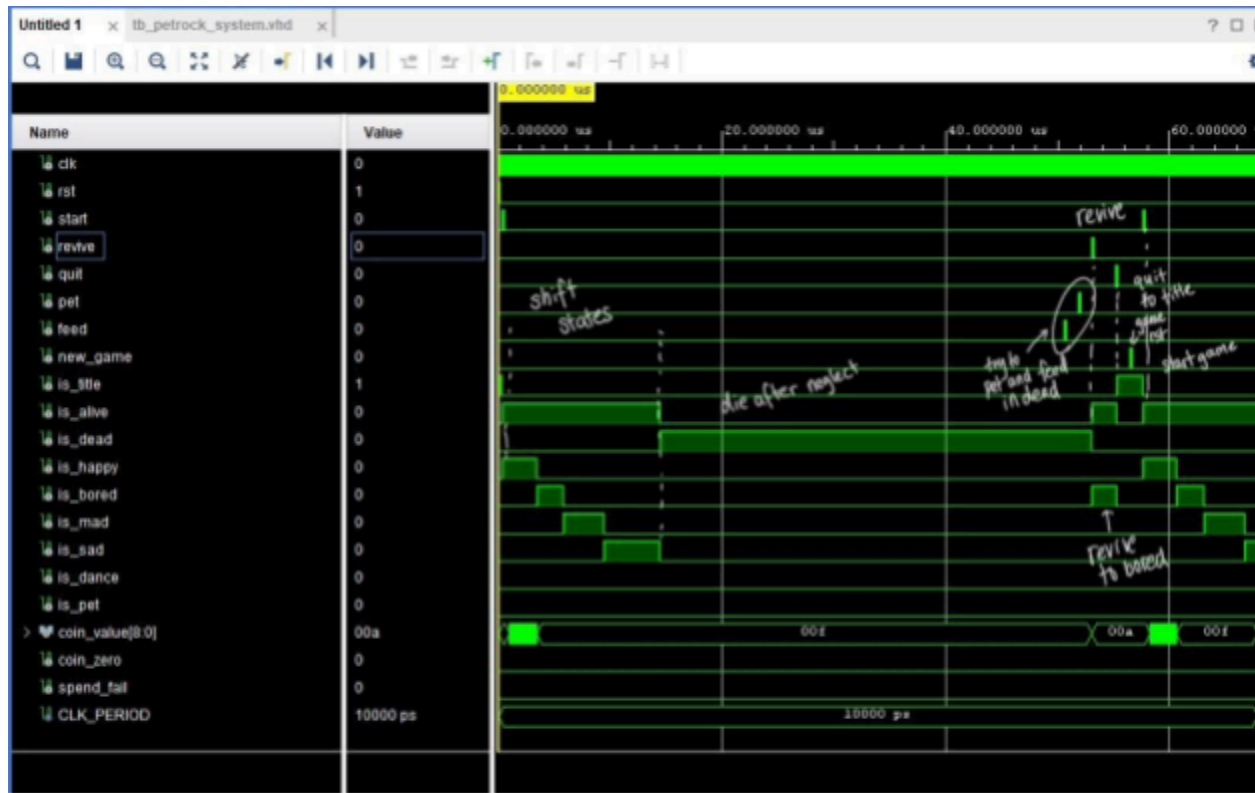 Untitled 1 × tb_petrock_system.vhd ×
?
0.000000 us
Name Value
0.000000 us 20.000000 us 40.000000 us 60.000000
clk 0
rst 1
start 0
revive 0
quit 0
pet 0
feed 0
new_game 0
is_title 1
is_alive 0
is_dead 0
is_happy 0
is_bored 0
is_mad 0
is_sad 0
is_dance 0
is_pet 0
coin_value[8:0] 00a 00f 00a 00f
coin_zero 0
spend_fail 0
CLK_PERIOD 10000 ps 10000 ps
shift
states
die after neglect
try to
pet and feed
in dead
revive
quit
to title
game
rst
start game
revive
to bored